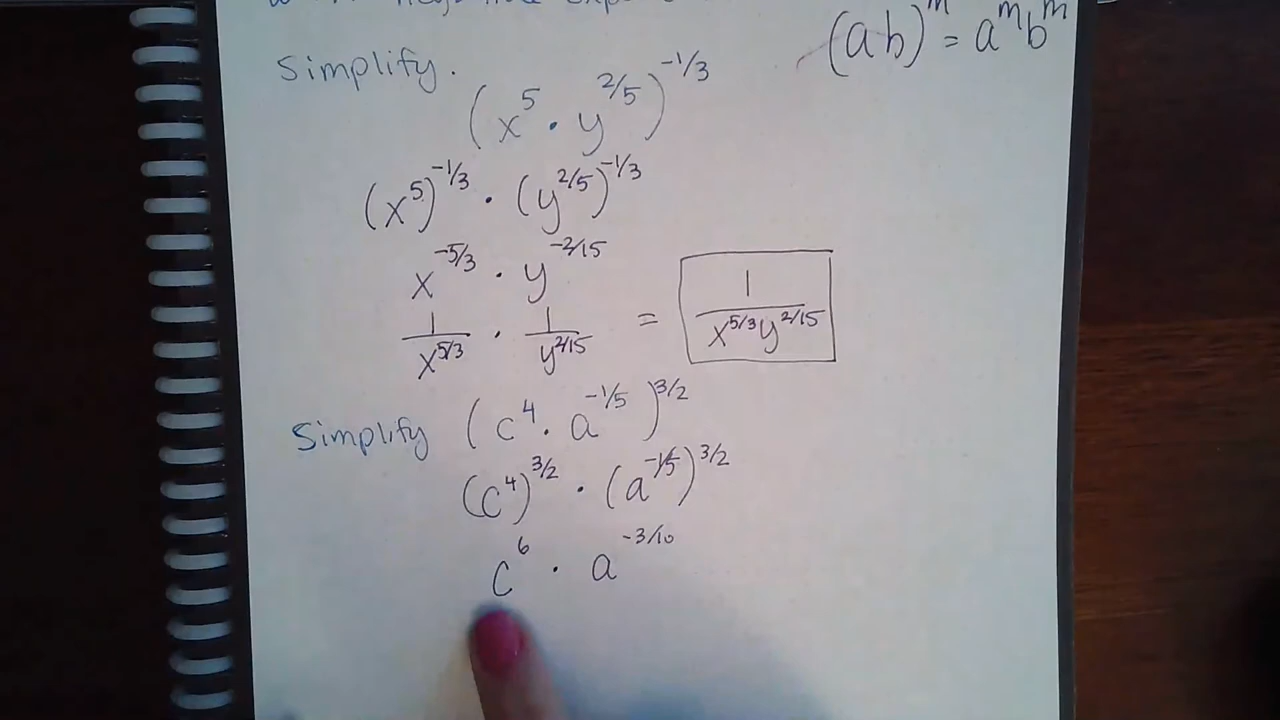 Simplify.
(ab)^m = a^m b^m
(x^5 · y^{2/5})^{-1/3}
(x^5)^{-1/3} · (y^{2/5})^{-1/3}
x^{-5/3} · y^{-2/15}
1/x^{5/3} · 1/y^{2/15} = 1/(x^{5/3} y^{2/15})
Simplify (c^4 · a^{-1/5})^{3/2}
(c^4)^{3/2} · (a^{-1/5})^{3/2}
c^6 · a^{-3/10}